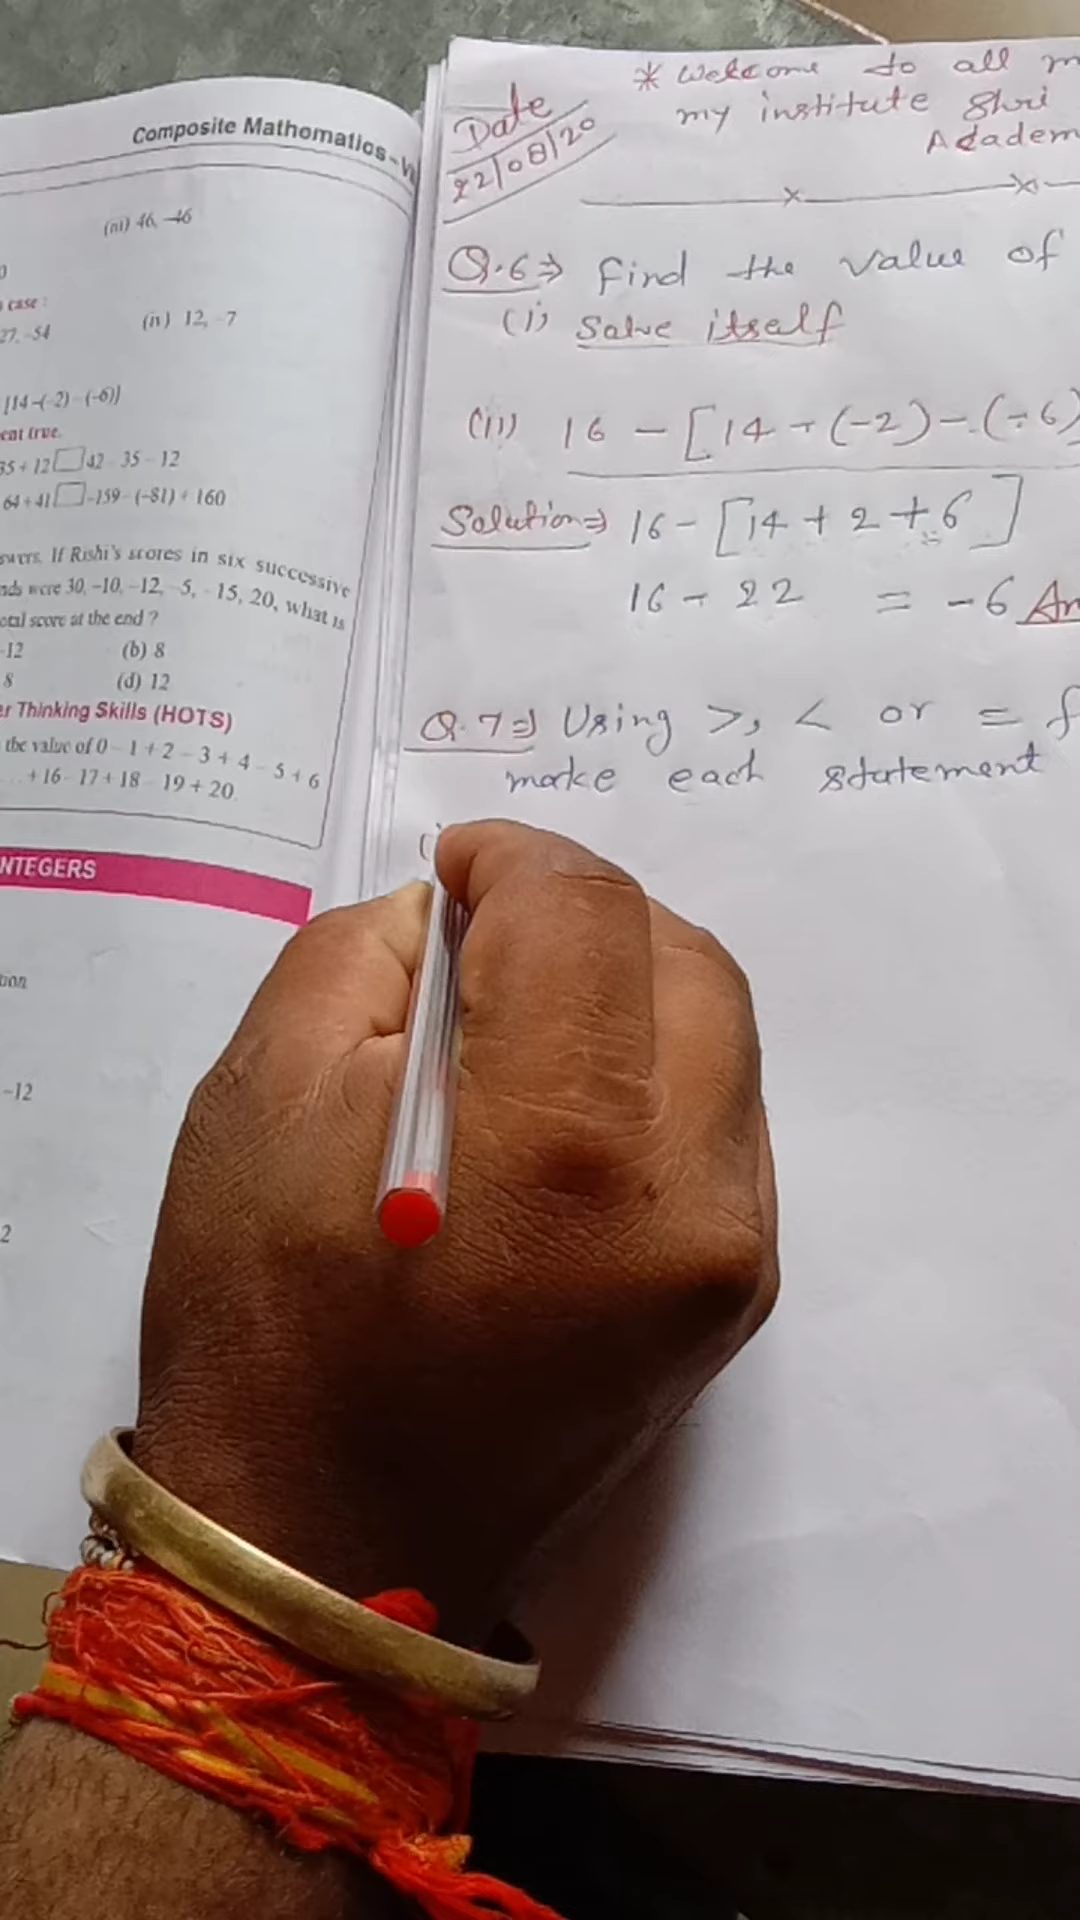 Composite Mathematics-
(iii) 46, -46
case :
27, -54
(iv) 12, -7
[14-(-2)-(-6)]
ent true.
35 + 12 □ 42 - 35 - 12
64 + 41 □ -159 - (-81) + 160
swers. If Rishi's scores in six successive
nds were 30, -10, -12, -5, -15, 20, what is
otal score at the end ?
-12
(b) 8
8
(d) 12
er Thinking Skills (HOTS)
the value of 0 - 1 + 2 - 3 + 4 - 5 + 6
... + 16 - 17 + 18 - 19 + 20.
NTEGERS
-12
2
Date
22/08/20
* Welcome to all m
my institute Shri
Academ
Q.6⇒ Find the value of
(i) Salve itself
(ii) 16 - [14 - (-2) - (-6)
Solution⇒ 16 - [14 + 2 + 6]
16 - 22 = -6 An
Q.7⇒ Using >, < or = f
make each statement
(i